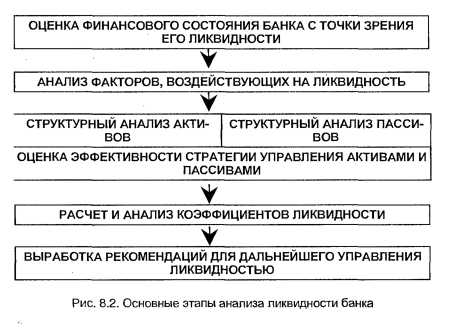 ОЦЕНКА ФИНАНСОВОГО СОСТОЯНИЯ БАНКА С ТОЧКИ ЗРЕНИЯ
ЕГО ЛИКВИДНОСТИ
АНАЛИЗ ФАКТОРОВ, ВОЗДЕЙСТВУЮЩИХ НА ЛИКВИДНОСТЬ
СТРУКТУРНЫЙ АНАЛИЗ АКТИ-
ВОВ
СТРУКТУРНЫЙ АНАЛИЗ ПАССИ-
ВОВ
ОЦЕНКА ЭФФЕКТИВНОСТИ СТРАТЕГИИ УПРАВЛЕНИЯ АКТИВАМИ И
ПАССИВАМИ
РАСЧЕТ И АНАЛИЗ КОЭФФИЦИЕНТОВ ЛИКВИДНОСТИ
ВЫРАБОТКА РЕКОМЕНДАЦИЙ ДЛЯ ДАЛЬНЕЙШЕГО УПРАВЛЕНИЯ
ЛИКВИДНОСТЬЮ
Рис. 8.2. Основные этапы анализа ликвидности банка